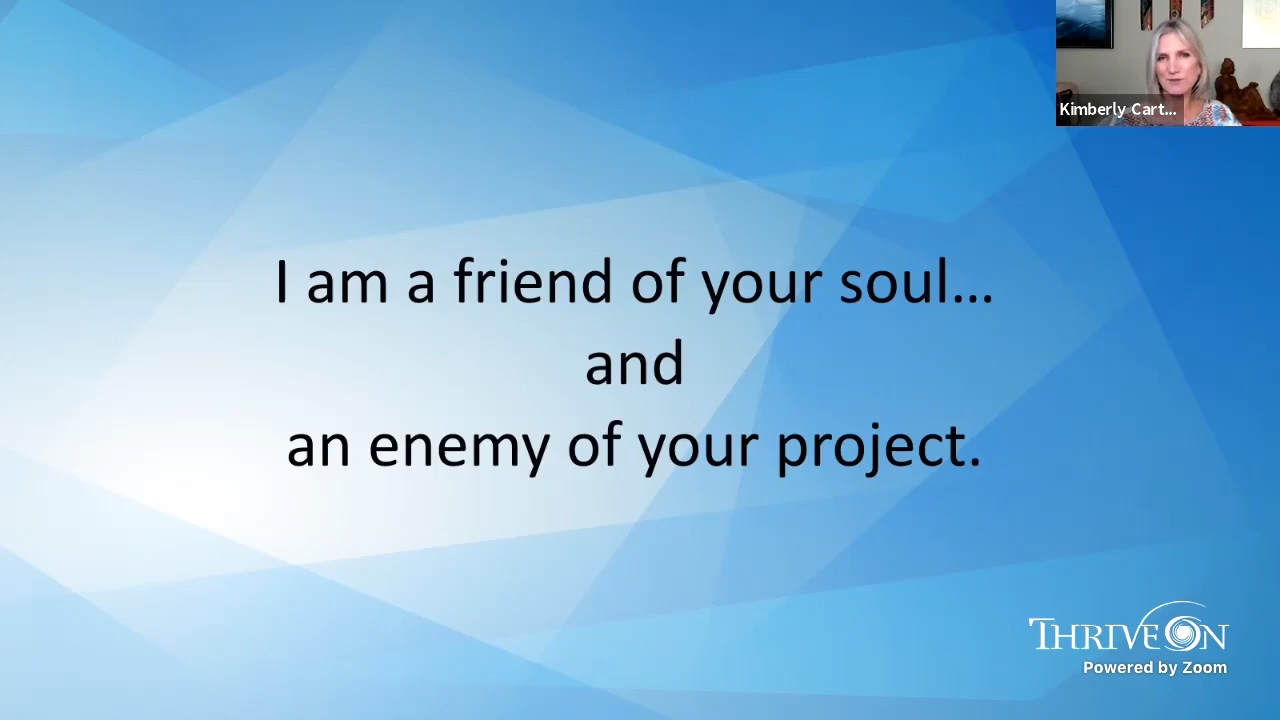 Kimberly Cart...
I am a friend of your soul...
and
an enemy of your project.
THRIVEON
Powered by Zoom